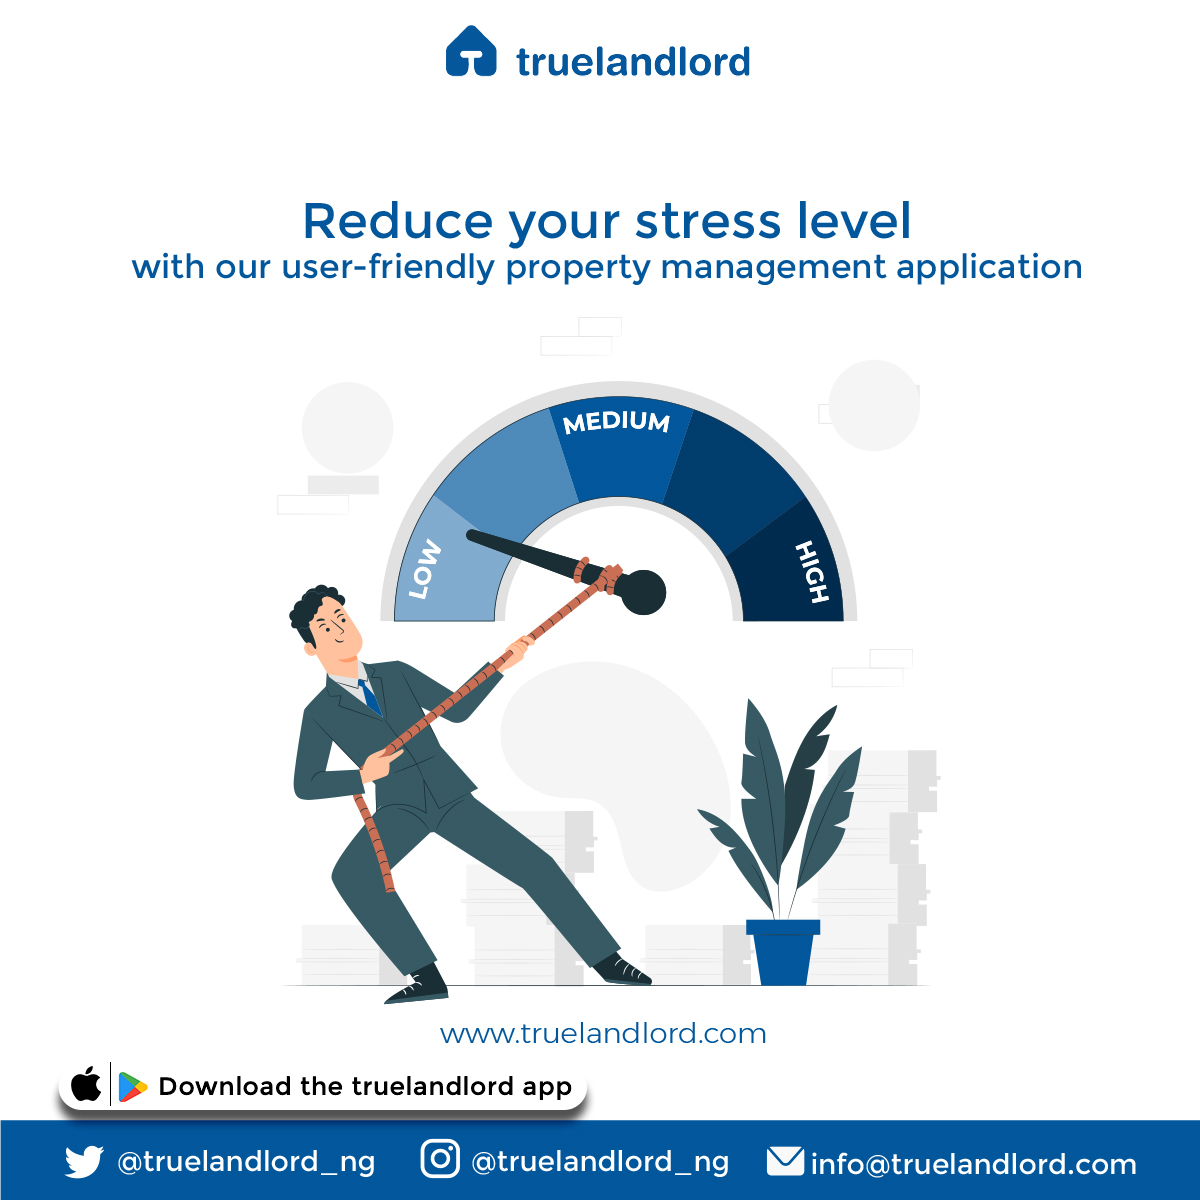 truelandlord
Reduce your stress level
with our user-friendly property management application
MEDIUM
LOW
HIGH
www.truelandlord.com
Download the truelandlord app
@truelandlord_ng
@truelandlord_ng
info@truelandlord.com